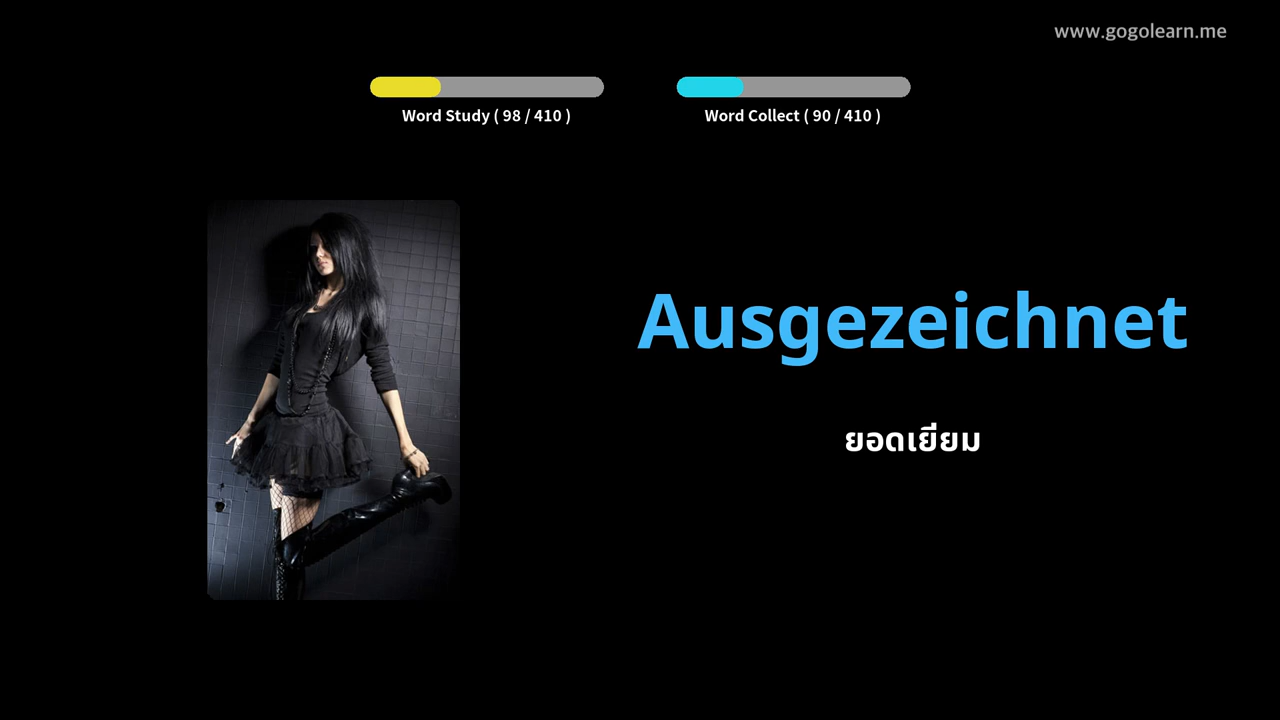 www.gogolearn.me
Word Study ( 98 / 410 )
Word Collect ( 90 / 410 )
Ausgezeichnet
ยอดเยี่ยม